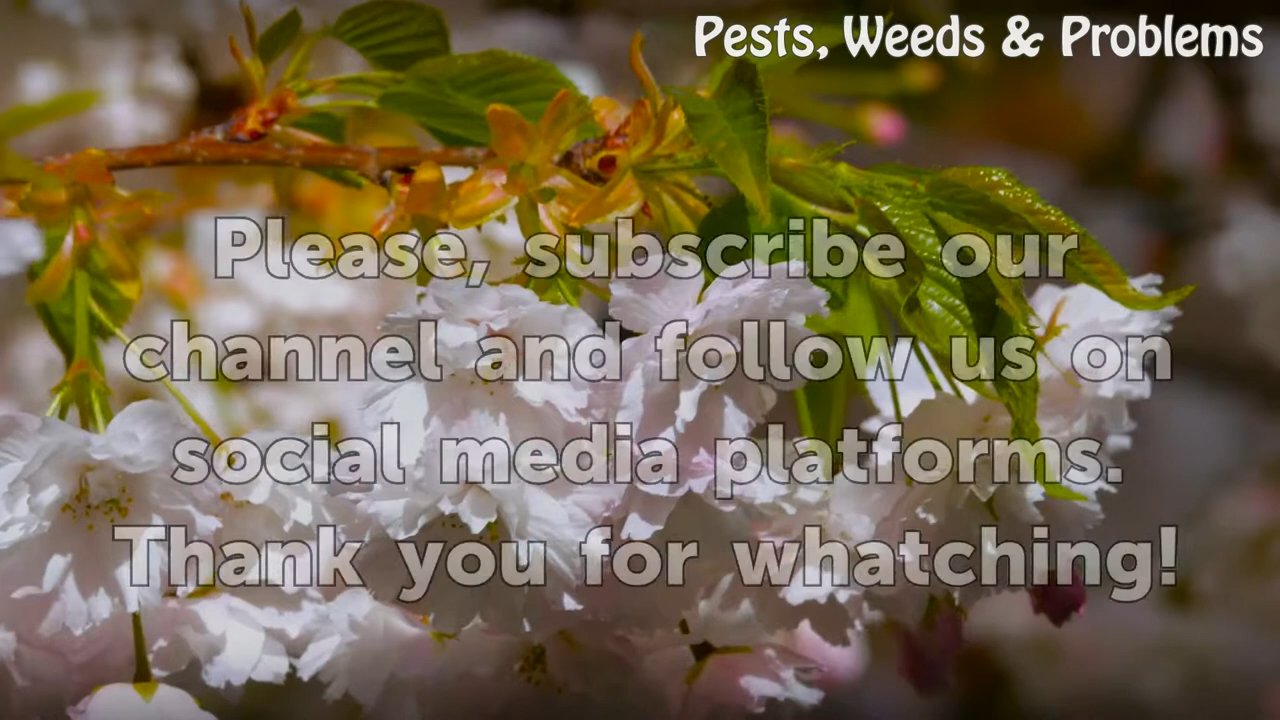 Pests, Weeds & Problems
Please, subscribe our
channel and follow us on
social media platforms.
Thank you for whatching!